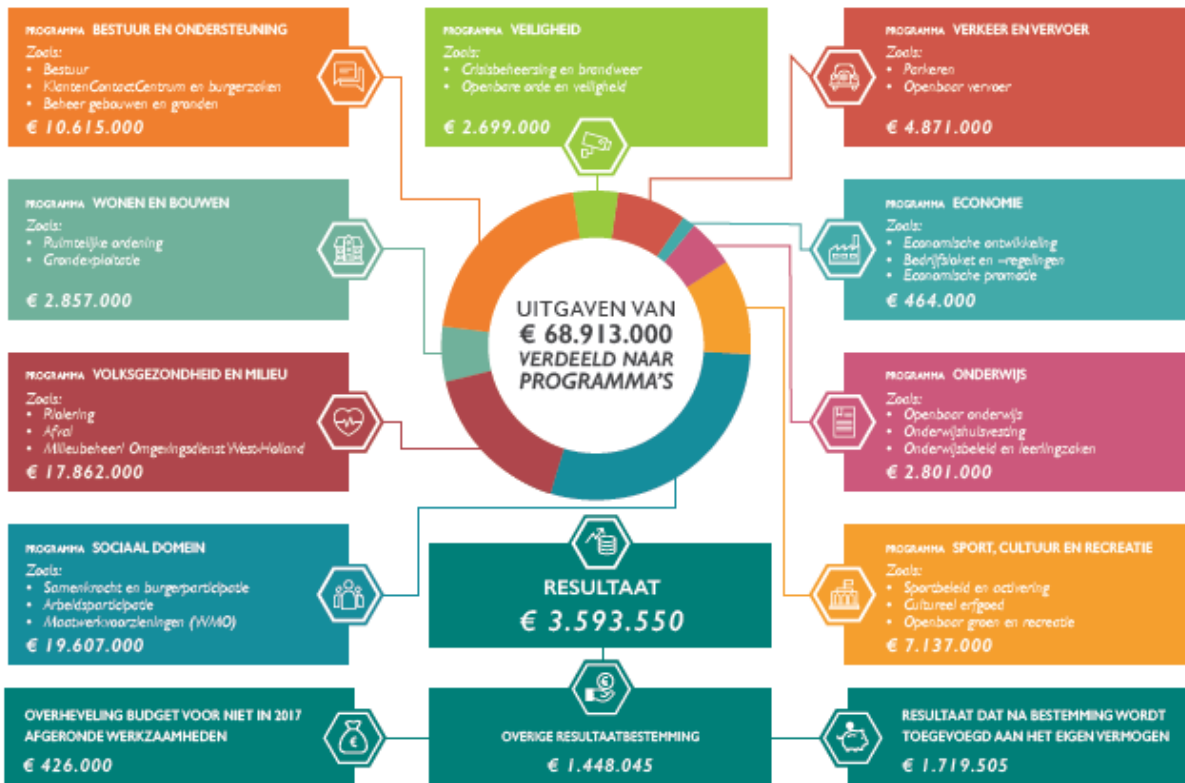 PROGRAMMA BESTUUR EN ONDERSTEUNING
Zoals:
• Bestuur
• KlantenContactCentrum en burgerzaken
• Beheer gebouwen en gronden
€ 10.615.000
PROGRAMMA VEILIGHEID
Zoals:
• Crisisbeheersing en brandweer
• Openbare orde en veiligheid
€ 2.699.000
PROGRAMMA VERKEER EN VERVOER
Zoals:
• Parkeren
• Openbaar vervoer
€ 4.871.000
PROGRAMMA WONEN EN BOUWEN
Zoals:
• Ruimtelijke ordening
• Grondexploitatie
€ 2.857.000
PROGRAMMA ECONOMIE
Zoals:
• Economische ontwikkeling
• Bedrijfsloket en –regelingen
• Economische promotie
€ 464.000
UITGAVEN VAN
€ 68.913.000
VERDEELD NAAR
PROGRAMMA'S
PROGRAMMA VOLKSGEZONDHEID EN MILIEU
Zoals:
• Riolering
• Afval
• Milieubeheer/ Omgevingsdienst West-Holland
€ 17.862.000
PROGRAMMA ONDERWIJS
Zoals:
• Openbaar onderwijs
• Onderwijshuisvesting
• Onderwijsbeleid en leerlingzaken
€ 2.801.000
PROGRAMMA SOCIAAL DOMEIN
Zoals:
• Samenkracht en burgerparticipatie
• Arbeidsparticipatie
• Maatwerkvoorzieningen (WMO)
€ 19.607.000
RESULTAAT
€ 3.593.550
PROGRAMMA SPORT, CULTUUR EN RECREATIE
Zoals:
• Sportbeleid en activering
• Cultureel erfgoed
• Openbaar groen en recreatie
€ 7.137.000
OVERHEVELING BUDGET VOOR NIET IN 2017
AFGERONDE WERKZAAMHEDEN
€ 426.000
OVERIGE RESULTAATBESTEMMING
€ 1.448.045
RESULTAAT DAT NA BESTEMMING WORDT
TOEGEVOEGD AAN HET EIGEN VERMOGEN
€ 1.719.505